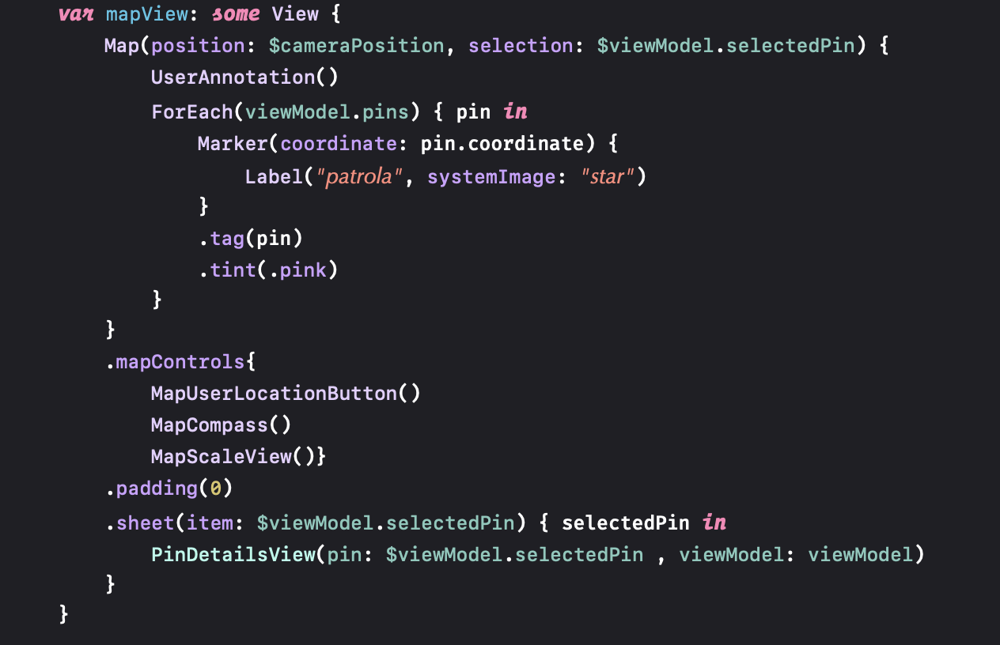 var mapView: some View {
    Map(position: $cameraPosition, selection: $viewModel.selectedPin) {
        UserAnnotation()
        ForEach(viewModel.pins) { pin in
            Marker(coordinate: pin.coordinate) {
                Label("patrola", systemImage: "star")
            }
            .tag(pin)
            .tint(.pink)
        }
    }
    .mapControls{
        MapUserLocationButton()
        MapCompass()
        MapScaleView()}
    .padding(0)
    .sheet(item: $viewModel.selectedPin) { selectedPin in
        PinDetailsView(pin: $viewModel.selectedPin , viewModel: viewModel)
    }
}